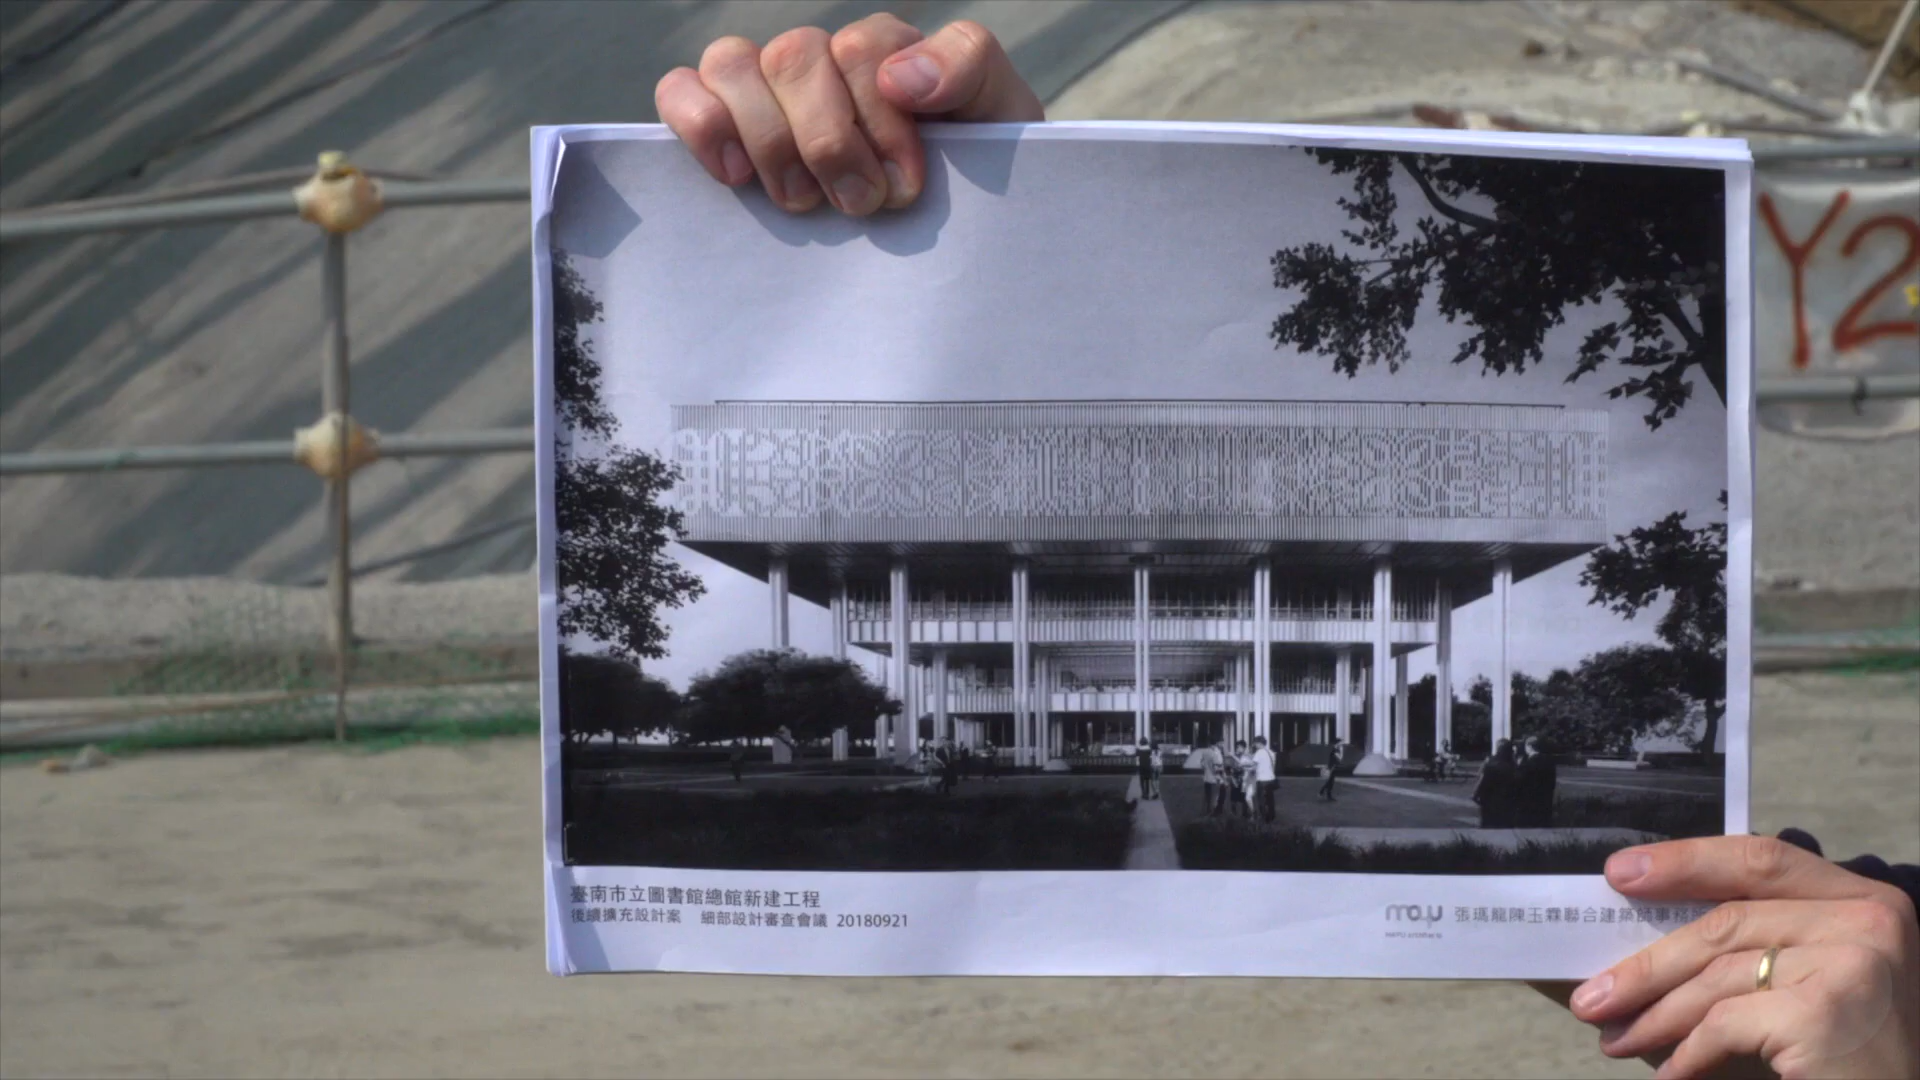 Y2
臺南市立圖書館總館新建工程
後續擴充設計案 細部設計審查會議 20180921
張瑪龍陳玉霖聯合建築師事務所